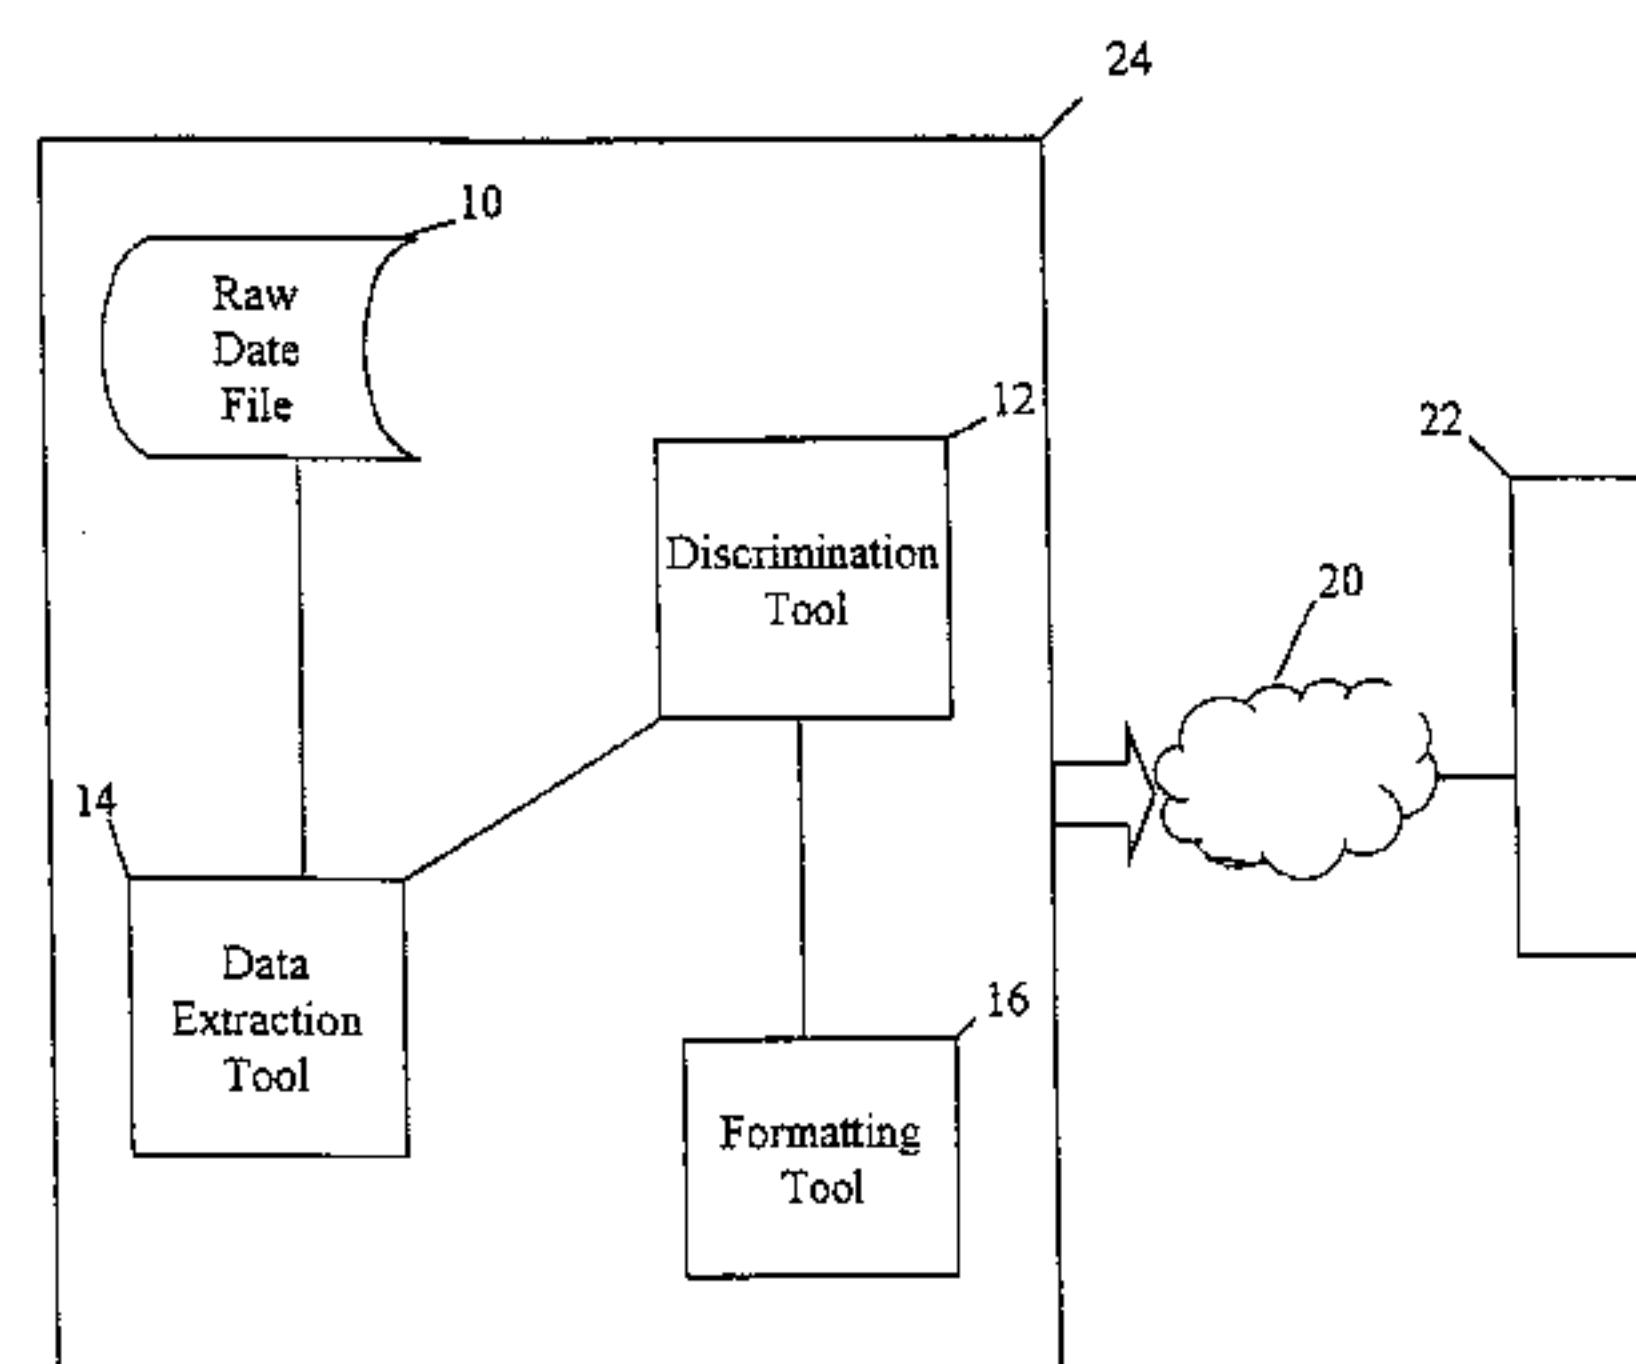 24
10
Raw
Date
File
12
22
Discrimination
Tool
20
14
Data
Extraction
Tool
16
Formatting
Tool